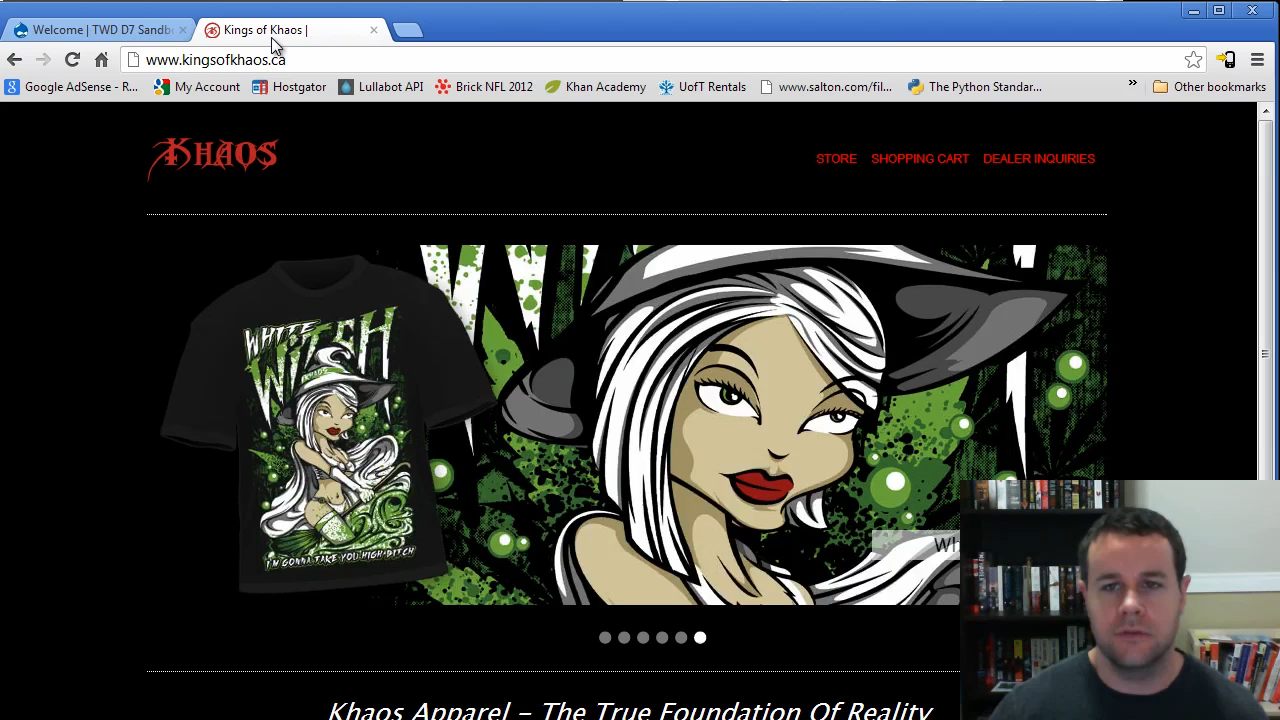 Welcome | TWD D7 Sandb
Kings of Khaos |
www.kingsofkhaos.ca
Google AdSense - R...
My Account
Hostgator
Lullabot API
Brick NFL 2012
Khan Academy
UofT Rentals
www.salton.com/fil...
The Python Standar...
»
Other bookmarks
KHAOS
STORE
SHOPPING CART
DEALER INQUIRIES
WHITE
WITCH
KHAOS
I'M GONNA TAKE YOU HIGH BITCH
Khaos Apparel – The True Foundation Of Reality